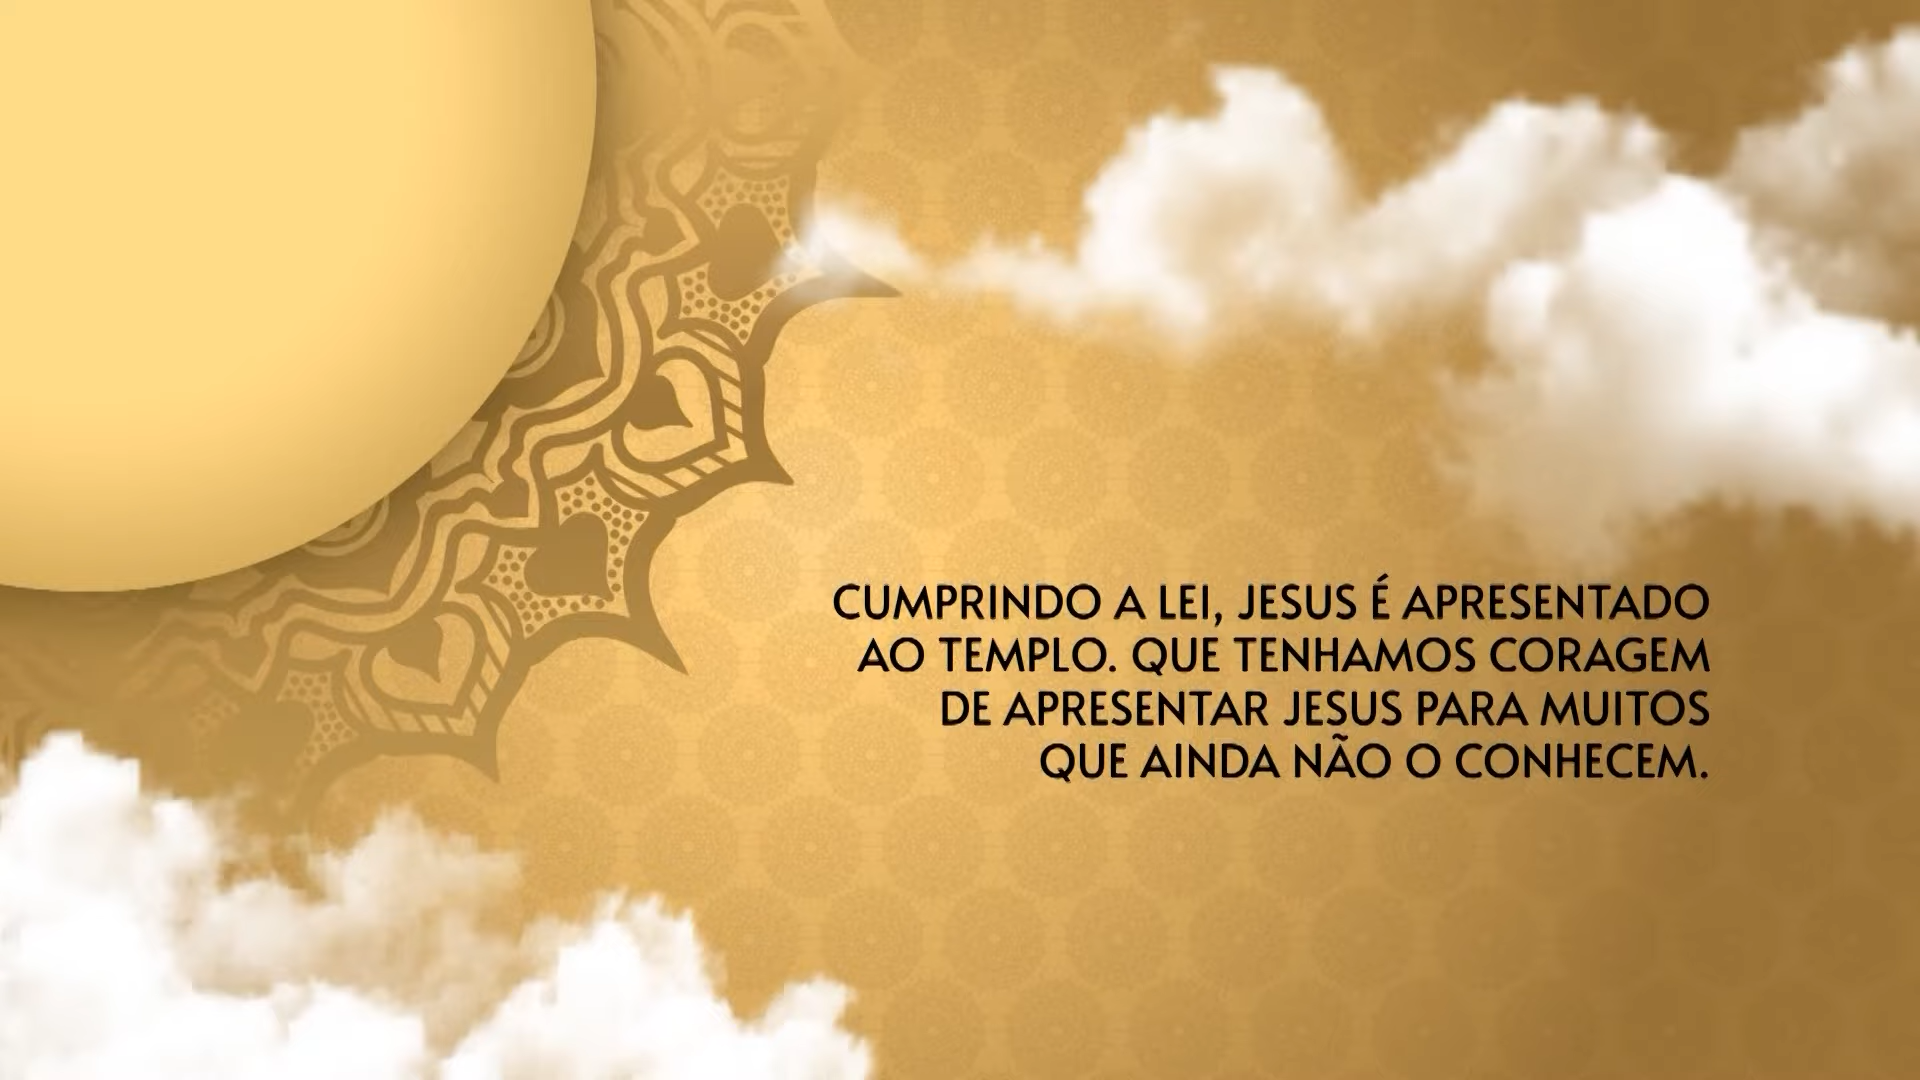 CUMPRINDO A LEI, JESUS É APRESENTADO
AO TEMPLO. QUE TENHAMOS CORAGEM
DE APRESENTAR JESUS PARA MUITOS
QUE AINDA NÃO O CONHECEM.